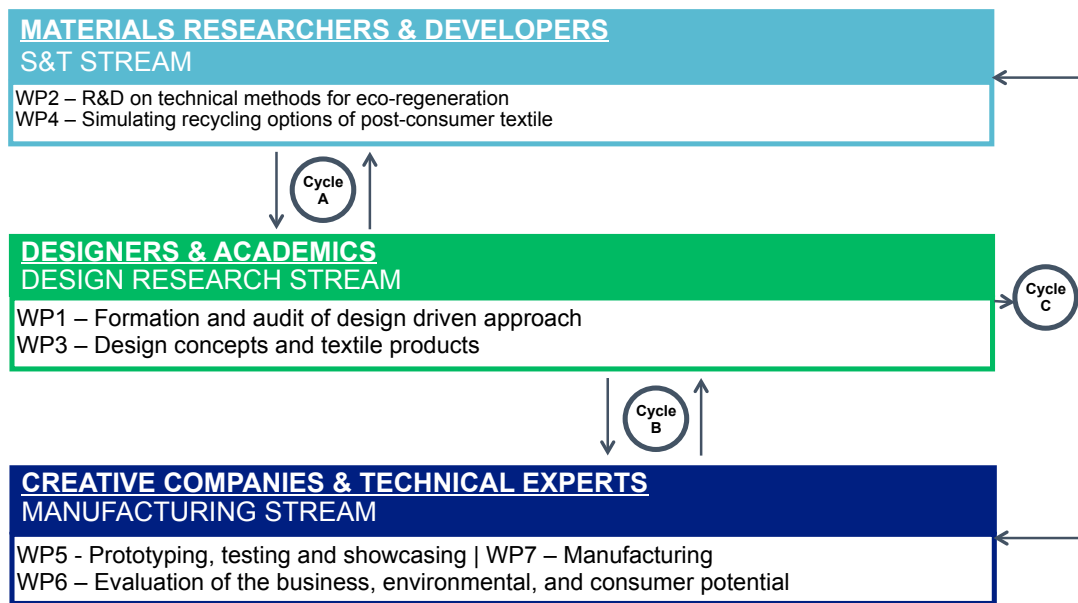 MATERIALS RESEARCHERS & DEVELOPERS
S&T STREAM
WP2 – R&D on technical methods for eco-regeneration
WP4 – Simulating recycling options of post-consumer textile
Cycle
A
DESIGNERS & ACADEMICS
DESIGN RESEARCH STREAM
WP1 – Formation and audit of design driven approach
WP3 – Design concepts and textile products
Cycle
C
Cycle
B
CREATIVE COMPANIES & TECHNICAL EXPERTS
MANUFACTURING STREAM
WP5 - Prototyping, testing and showcasing | WP7 – Manufacturing
WP6 – Evaluation of the business, environmental, and consumer potential